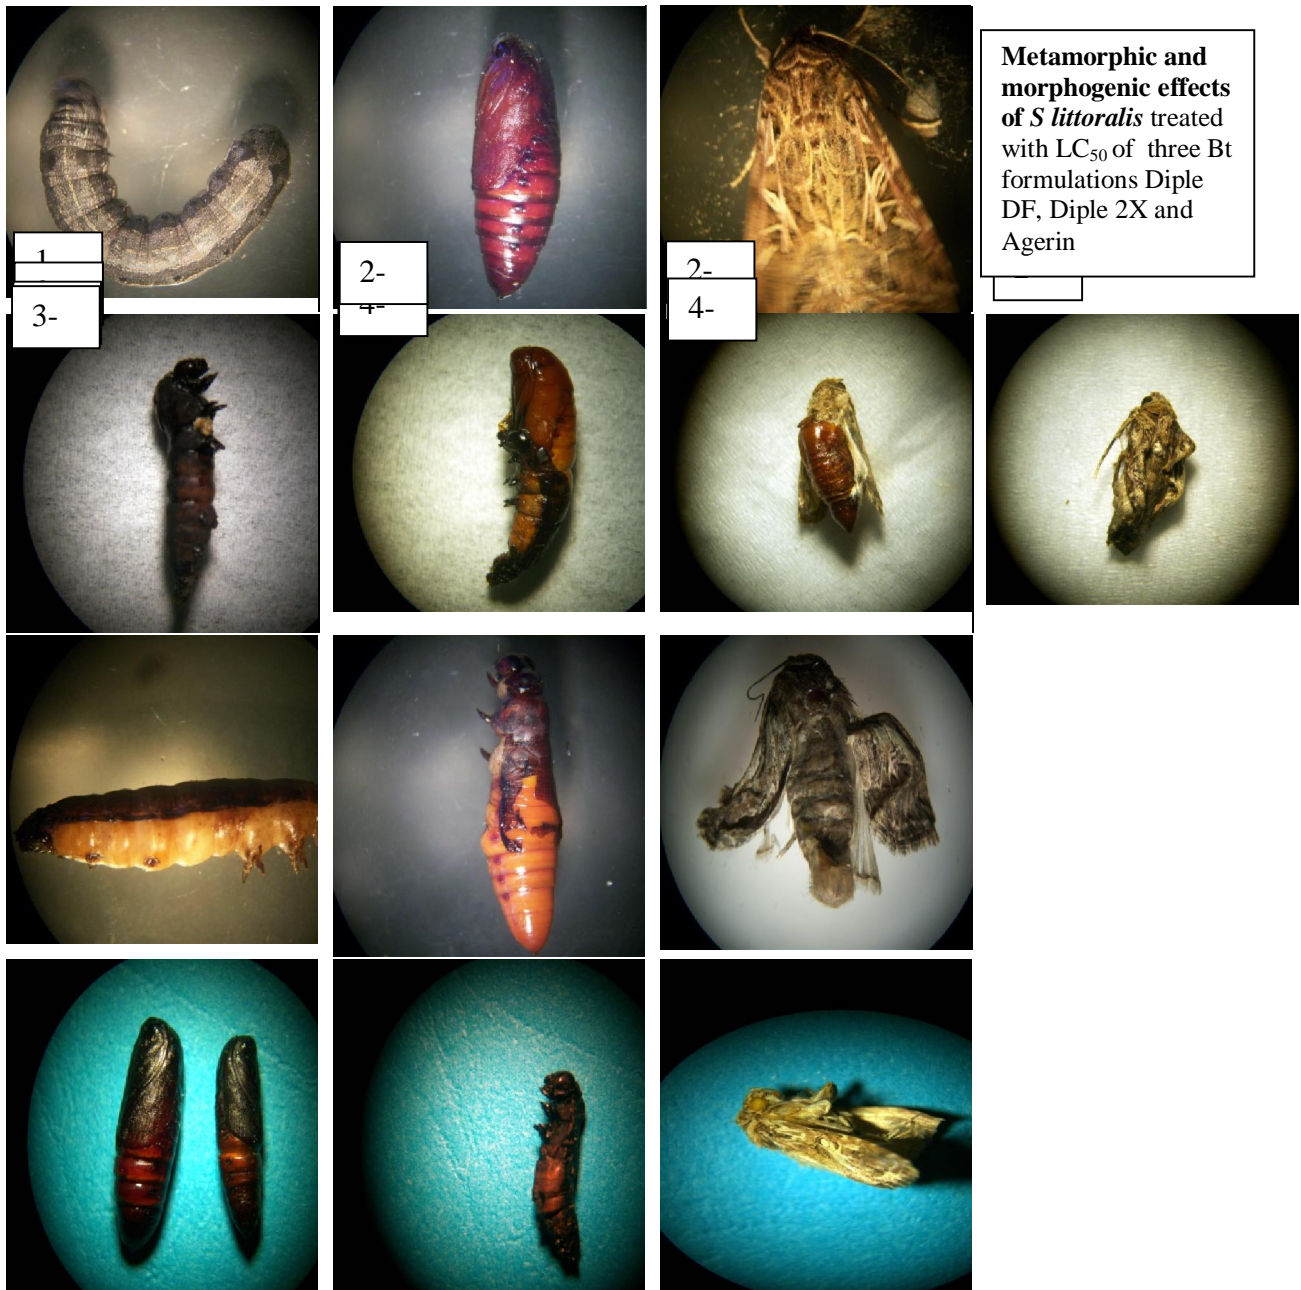 Metamorphic and
morphogenic effects
of S littoralis treated
with LC50 of three Bt
formulations Diple
DF, Diple 2X and
Agerin
2-
2-
3-
4-